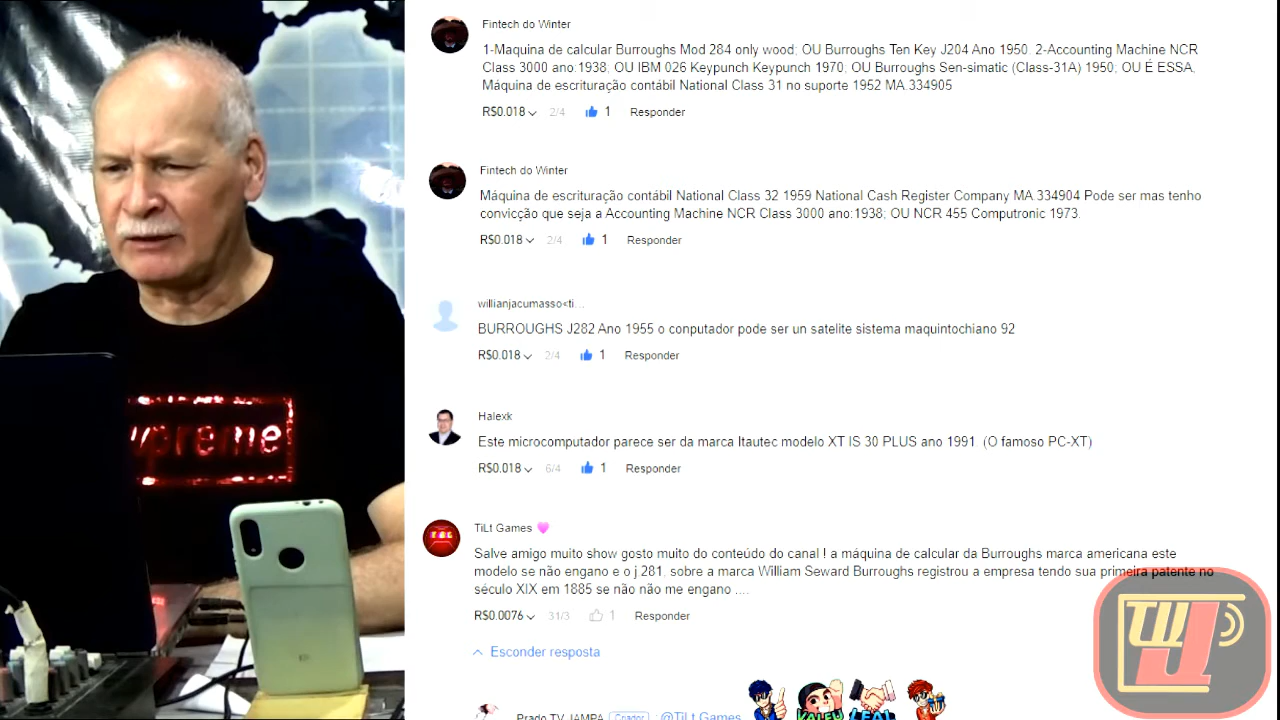 Fintech do Winter
1-Maquina de calcular Burroughs Mod 284 only wood; OU Burroughs Ten Key J204 Ano 1950. 2-Accounting Machine NCR
Class 3000 ano 1938, OU IBM 026 Keypunch Keypunch 1970, OU Burroughs Sen-simatic (Class-31A) 1950; OU É ESSA,
Máquina de escrituração contábil National Class 31 no suporte 1952 MA.334905
R$0.018 2/4 1 Responder
Fintech do Winter
Máquina de escrituração contábil National Class 32 1959 National Cash Register Company MA.334904 Pode ser mas tenho
convicção que seja a Accounting Machine NCR Class 3000 ano 1938; OU NCR 455 Computronic 1973.
R$0.018 2/4 1 Responder
willianjacumasso<ti...
BURROUGHS J282 Ano 1955 o conputador pode ser un satelite sistema maquintochiano 92
R$0.018 2/4 1 Responder
Halexk
Este microcomputador parece ser da marca Itautec modelo XT IS 30 PLUS ano 1991 (O famoso PC-XT)
R$0.018 6/4 1 Responder
TiLt Games
Salve amigo muito show gosto muito do conteúdo do canal ! a máquina de calcular da Burroughs marca americana este
modelo se não engano e o j 281, sobre a marca William Seward Burroughs registrou a empresa tendo sua primeira patente no
século XIX em 1885 se não não me engano ....
R$0.0076 31/3 1 Responder
Esconder resposta
Prado TV JAMPA Criador @TiLt Games
VALEU LEAL
upreme
TVJ